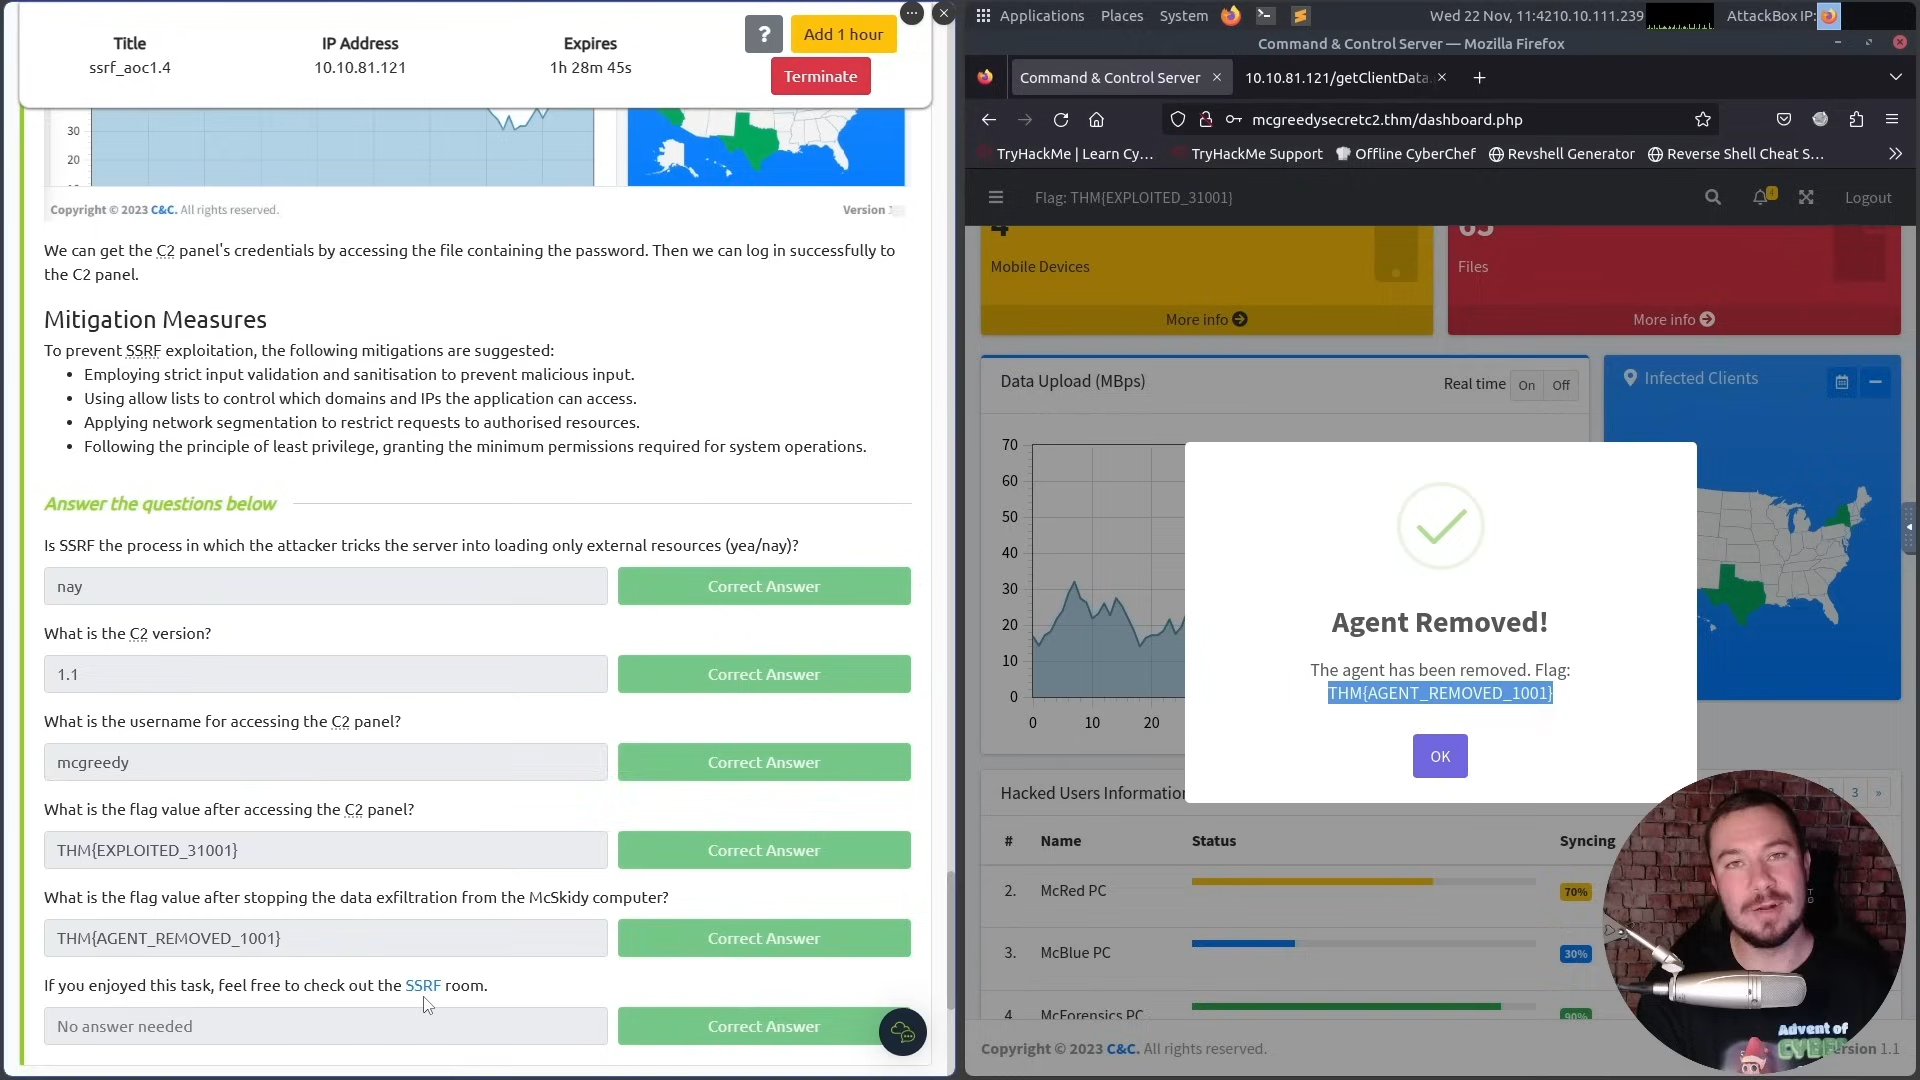 Title
ssrf_aoc1.4
IP Address
10.10.81.121
Expires
1h 28m 45s
?
Add 1 hour
Terminate
30
20
Copyright © 2023 C&C. All rights reserved.
Version
We can get the C2 panel's credentials by accessing the file containing the password. Then we can log in successfully to
the C2 panel.
Mitigation Measures
To prevent SSRF exploitation, the following mitigations are suggested:
• Employing strict input validation and sanitisation to prevent malicious input.
• Using allow lists to control which domains and IPs the application can access.
• Applying network segmentation to restrict requests to authorised resources.
• Following the principle of least privilege, granting the minimum permissions required for system operations.
Answer the questions below
Is SSRF the process in which the attacker tricks the server into loading only external resources (yea/nay)?
nay
Correct Answer
What is the C2 version?
1.1
Correct Answer
What is the username for accessing the C2 panel?
mcgreedy
Correct Answer
What is the flag value after accessing the C2 panel?
THM{EXPLOITED_31001}
Correct Answer
What is the flag value after stopping the data exfiltration from the McSkidy computer?
THM{AGENT_REMOVED_1001}
Correct Answer
If you enjoyed this task, feel free to check out the SSRF room.
No answer needed
Correct Answer
Applications Places System
Wed 22 Nov, 11:42 10.10.111.239
AttackBox IP:
Command & Control Server — Mozilla Firefox
Command & Control Server
10.10.81.121/getClientData.
mcgreedysecretc2.thm/dashboard.php
TryHackMe | Learn Cy…
TryHackMe Support
Offline CyberChef
Revshell Generator
Reverse Shell Cheat S…
Flag: THM{EXPLOITED_31001}
4
Logout
4
Mobile Devices
More info
65
Files
More info
Data Upload (MBps)
Real time
On
Off
Infected Clients
70
60
50
40
30
20
10
0
0
10
20
Agent Removed!
The agent has been removed. Flag:
THM{AGENT_REMOVED_1001}
OK
Hacked Users Information
3
»
#
Name
Status
Syncing
2.
McRed PC
70%
3.
McBlue PC
30%
4
McForensics PC
90%
Copyright © 2023 C&C. All rights reserved.
Version 1.1
Advent of
CYBER